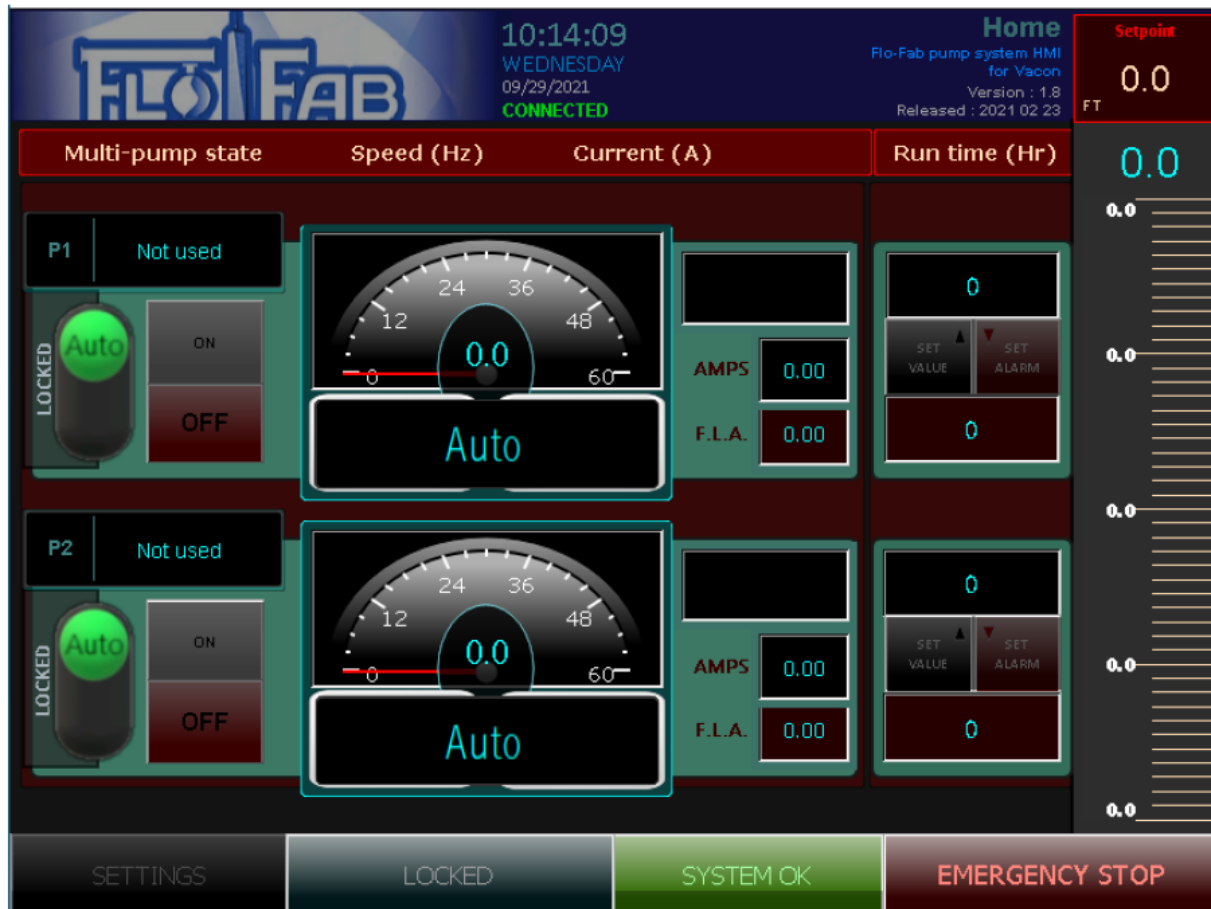 FLO FAB
10:14:09
WEDNESDAY
09/29/2021
CONNECTED
Home
Flo-Fab pump system HMI
for Vacon
Version : 1.8
Released : 2021 02 23
Setpoint
0.0
FT
Multi-pump state Speed (Hz) Current (A) Run time (Hr)
0.0
0.0
P1 Not used
LOCKED
Auto
ON
OFF
0 12 24 36 48 60
0.0
Auto
AMPS 0.00
F.L.A. 0.00
0
SET VALUE
SET ALARM
0
0.0
0.0
P2 Not used
LOCKED
Auto
ON
OFF
0 12 24 36 48 60
0.0
Auto
AMPS 0.00
F.L.A. 0.00
0
SET VALUE
SET ALARM
0
0.0
0.0
SETTINGS LOCKED SYSTEM OK EMERGENCY STOP